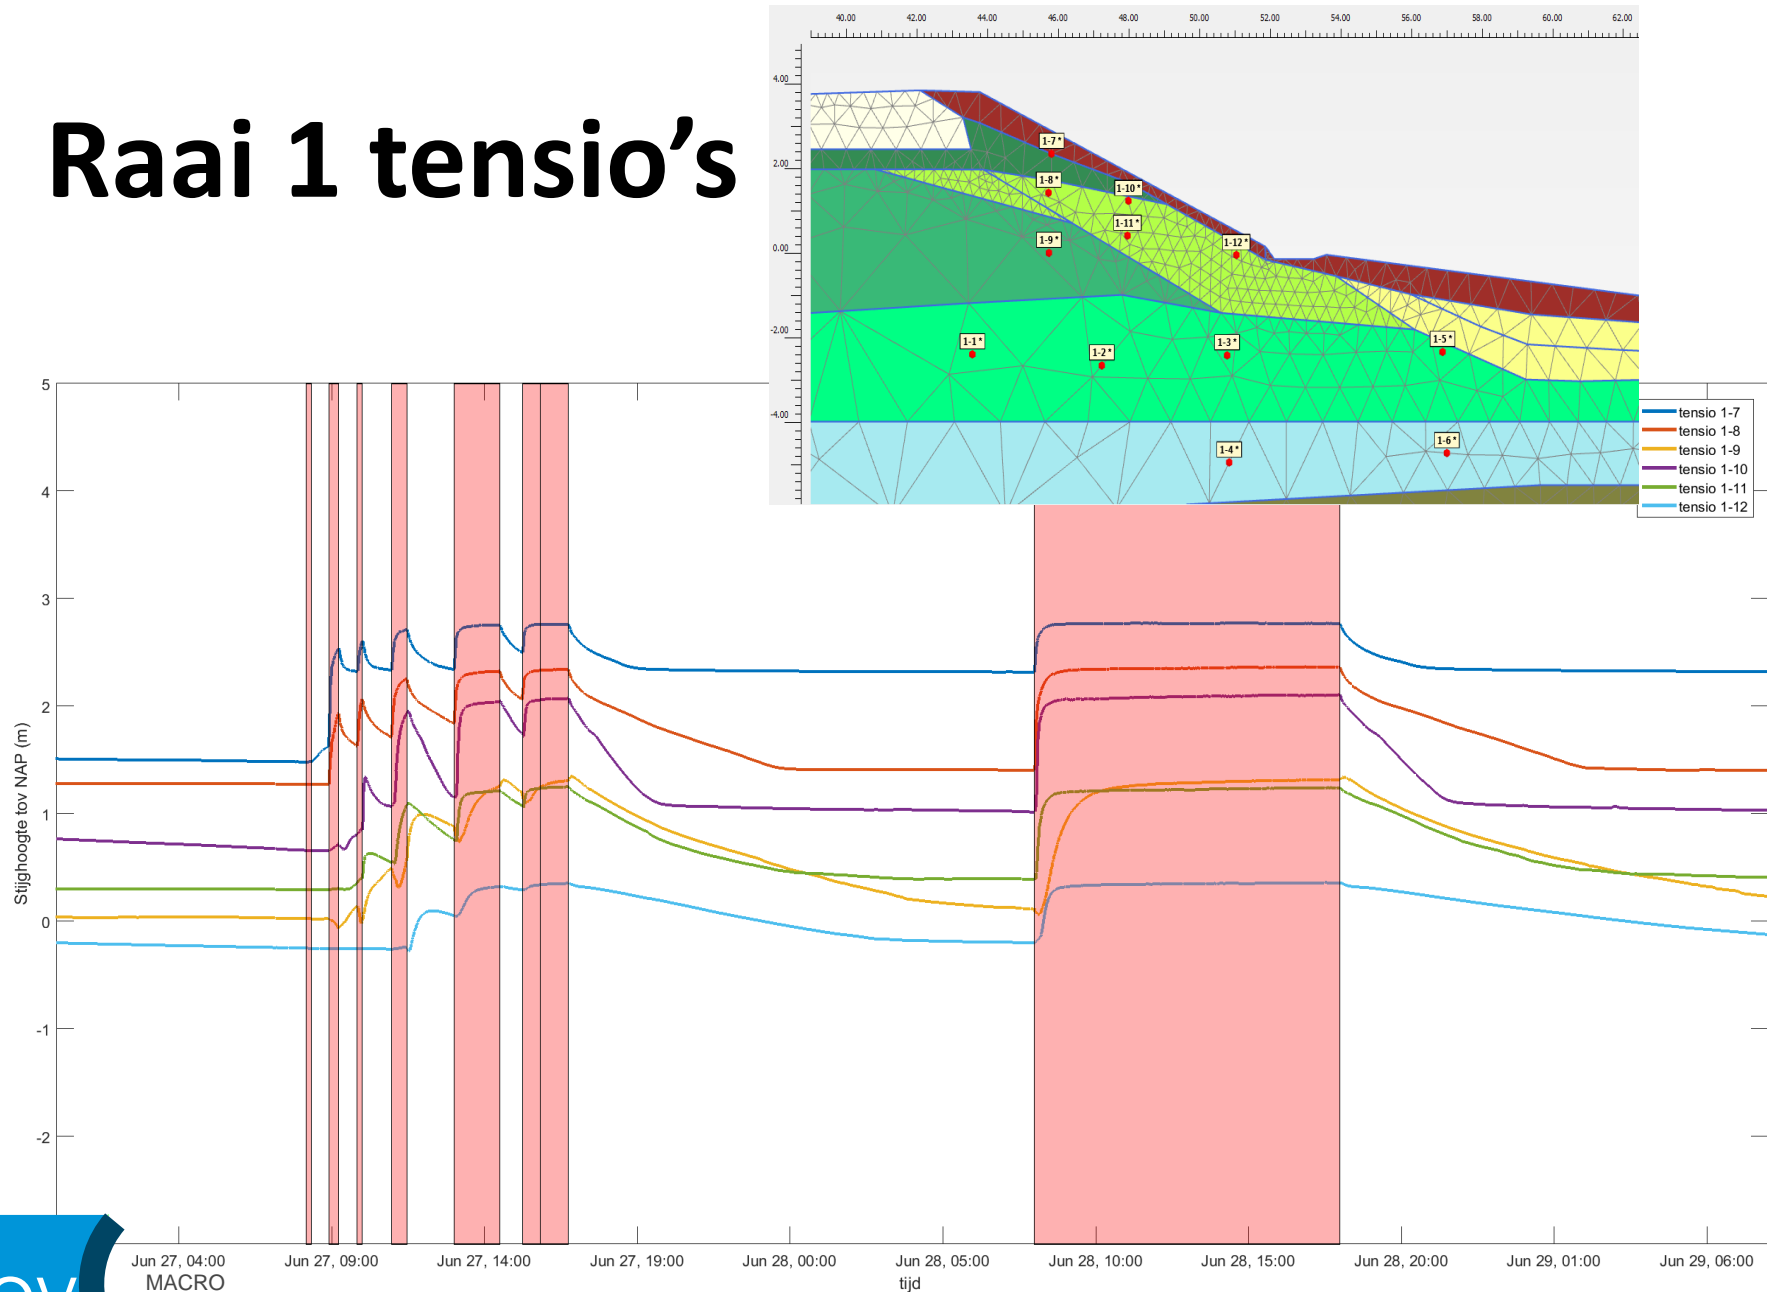 Raai 1 tensio's
40.00 42.00 44.00 46.00 48.00 50.00 52.00 54.00 56.00 58.00 60.00 62.00
4.00
2.00
0.00
-2.00
-4.00
1-7*
1-8*
1-10*
1-11*
1-9*
1-12*
1-1*
1-2*
1-3*
1-5*
1-4*
1-6*
tensio 1-7
tensio 1-8
tensio 1-9
tensio 1-10
tensio 1-11
tensio 1-12
Stijghoogte tov NAP (m)
5
4
3
2
1
0
-1
-2
Jun 27, 04:00 Jun 27, 09:00 Jun 27, 14:00 Jun 27, 19:00 Jun 28, 00:00 Jun 28, 05:00 Jun 28, 10:00 Jun 28, 15:00 Jun 28, 20:00 Jun 29, 01:00 Jun 29, 06:00
MACRO
tijd